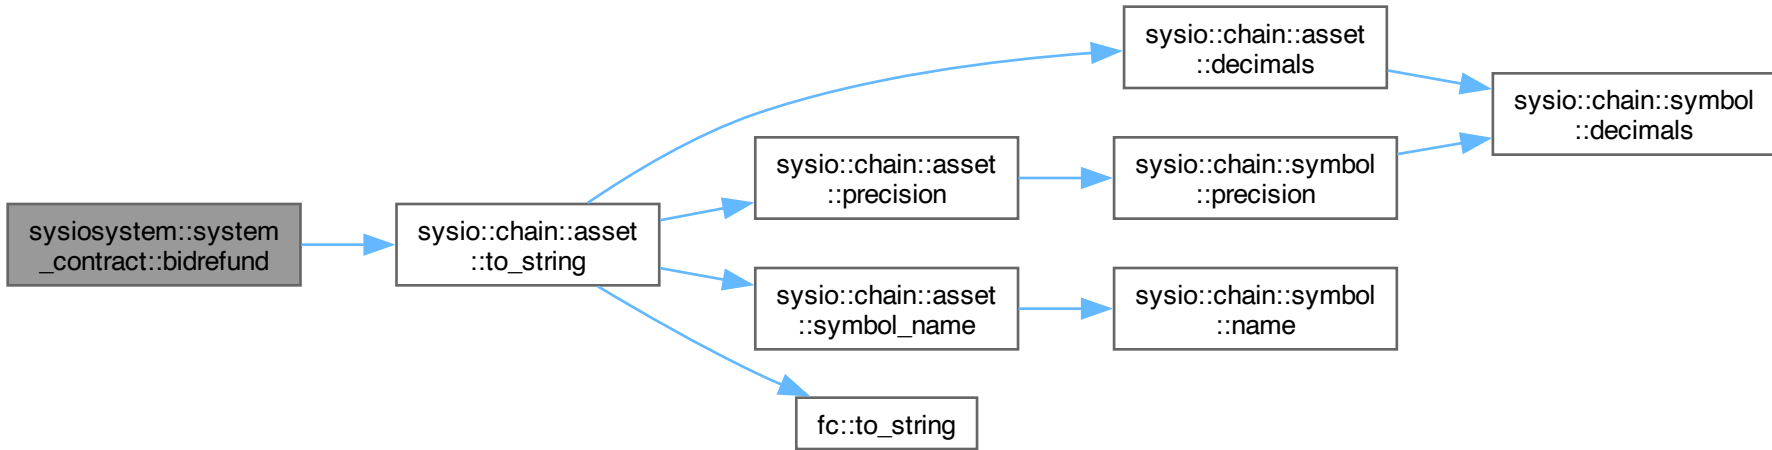 sysiosystem::system
_contract::bidrefund
sysio::chain::asset
::to_string
sysio::chain::asset
::decimals
sysio::chain::symbol
::decimals
sysio::chain::asset
::precision
sysio::chain::symbol
::precision
sysio::chain::asset
::symbol_name
sysio::chain::symbol
::name
fc::to_string